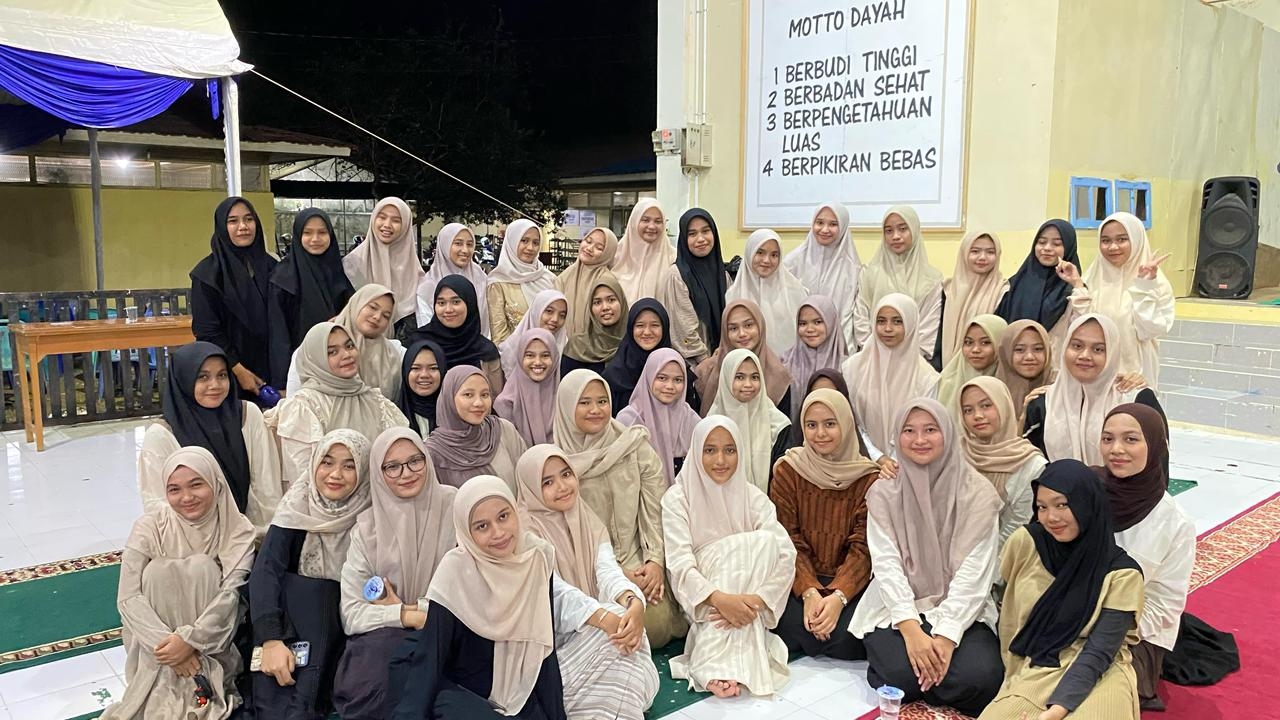 MOTTO DAYAH
1 BERBUDI TINGGI
2 BERBADAN SEHAT
3 BERPENGETAHUAN
LUAS
4 BERPIKIRAN BEBAS